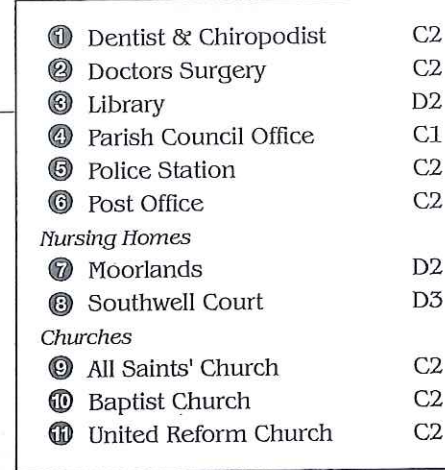 1 Dentist & Chiropodist C2
2 Doctors Surgery C2
3 Library D2
4 Parish Council Office C1
5 Police Station C2
6 Post Office C2
Nursing Homes
7 Moorlands D2
8 Southwell Court D3
Churches
9 All Saints' Church C2
10 Baptist Church C2
11 United Reform Church C2